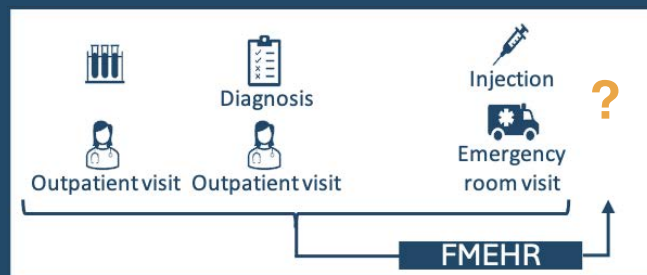 Diagnosis
Injection
?
Outpatient visit
Outpatient visit
Emergency
room visit
FMEHR